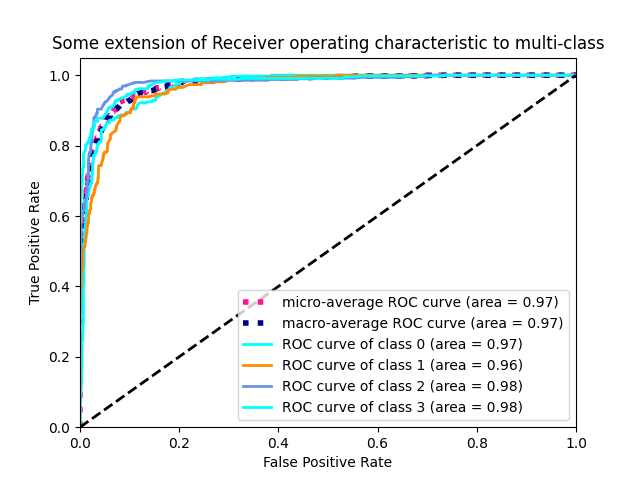 Some extension of Receiver operating characteristic to multi-class
1.0
0.8
0.6
0.4
0.2
0.0
True Positive Rate
micro-average ROC curve (area = 0.97)
macro-average ROC curve (area = 0.97)
ROC curve of class 0 (area = 0.97)
ROC curve of class 1 (area = 0.96)
ROC curve of class 2 (area = 0.98)
ROC curve of class 3 (area = 0.98)
0.0 0.2 0.4 0.6 0.8 1.0
False Positive Rate